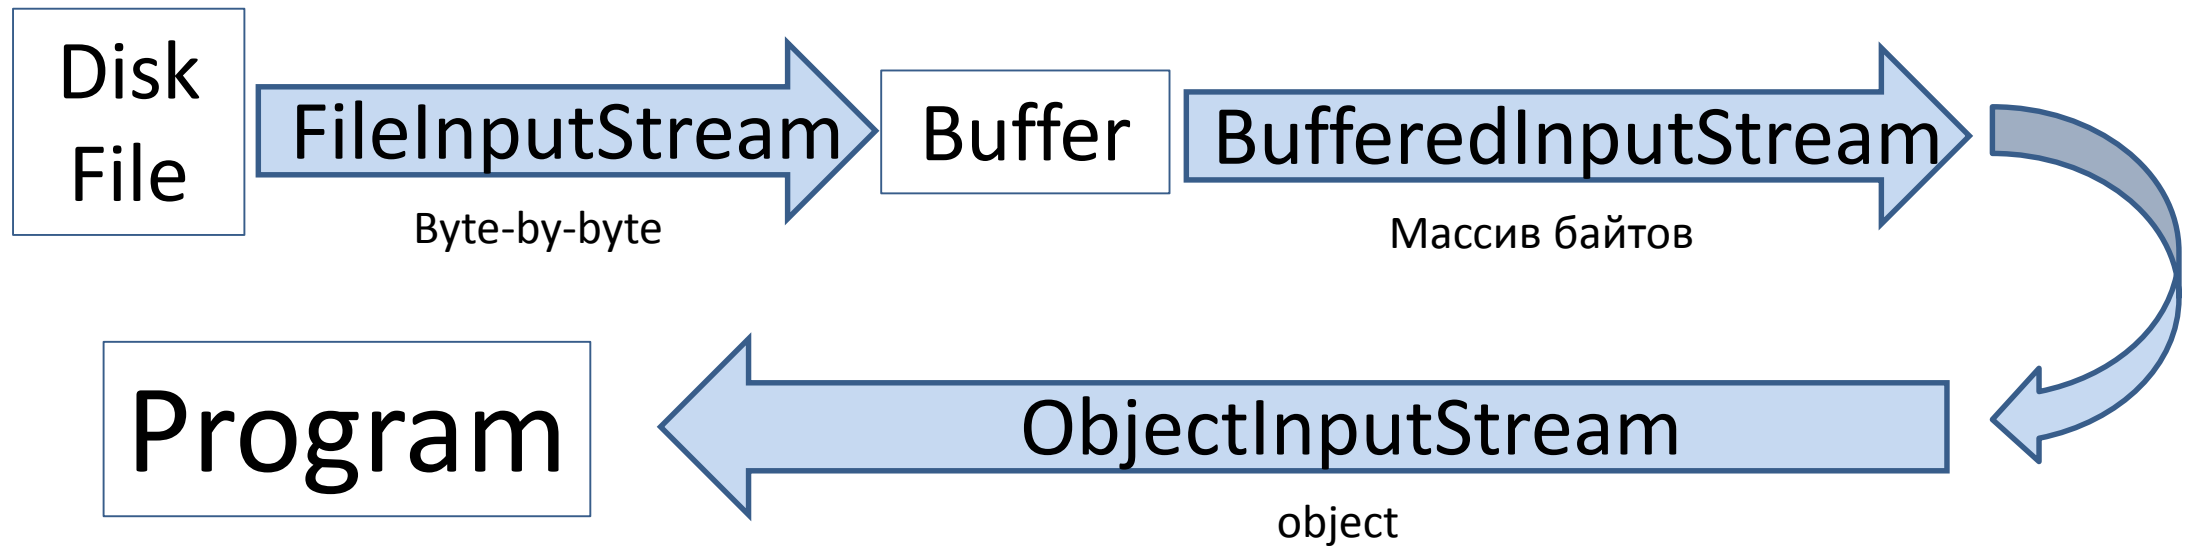 Disk
File
FileInputStream
Byte-by-byte
Buffer
BufferedInputStream
Массив байтов
Program
ObjectInputStream
object